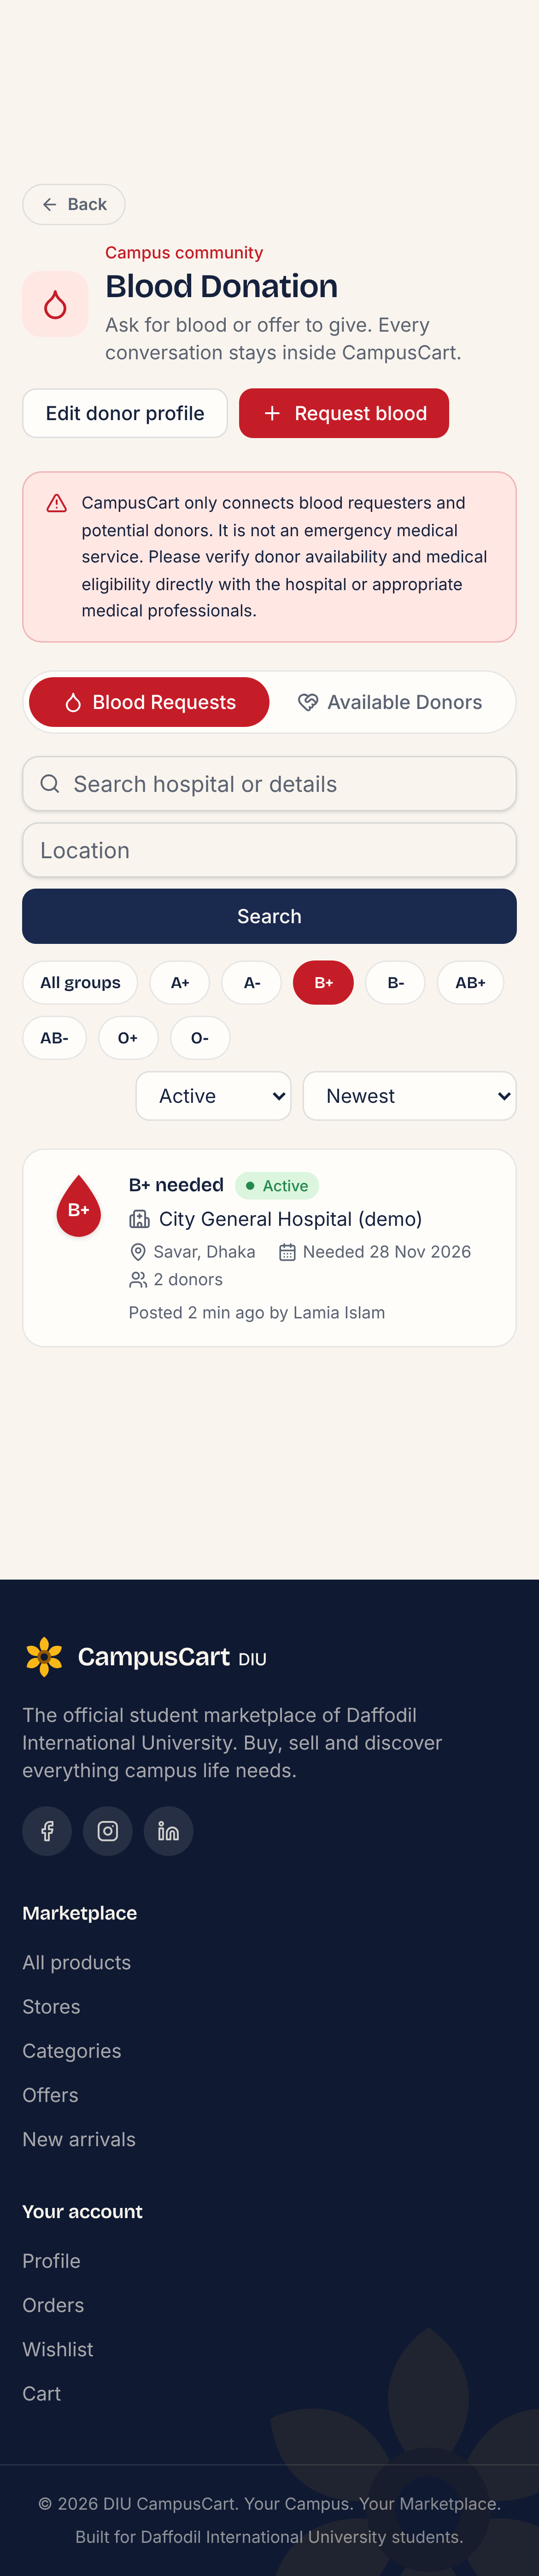 Back
Campus community
Blood Donation
Ask for blood or offer to give. Every
conversation stays inside CampusCart.
Edit donor profile
Request blood
CampusCart only connects blood requesters and
potential donors. It is not an emergency medical
service. Please verify donor availability and medical
eligibility directly with the hospital or appropriate
medical professionals.
Blood Requests
Available Donors
Search hospital or details
Location
Search
All groups A+ A- B+ B- AB+
AB- O+ O-
Active Newest
B+
B+ needed Active
City General Hospital (demo)
Savar, Dhaka Needed 28 Nov 2026
2 donors
Posted 2 min ago by Lamia Islam
CampusCart DIU
The official student marketplace of Daffodil
International University. Buy, sell and discover
everything campus life needs.
Marketplace
All products
Stores
Categories
Offers
New arrivals
Your account
Profile
Orders
Wishlist
Cart
© 2026 DIU CampusCart. Your Campus. Your Marketplace.
Built for Daffodil International University students.